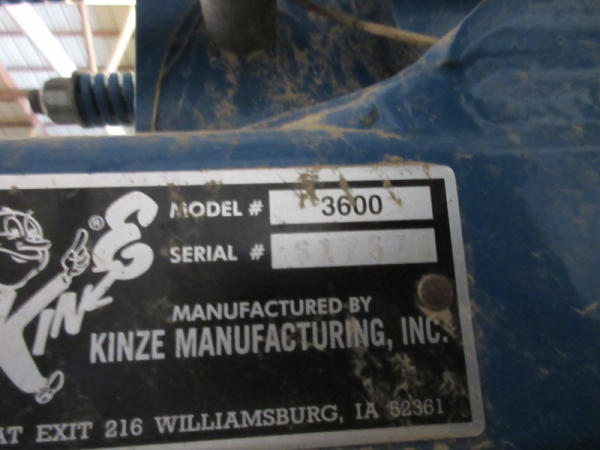 MODEL # 3600
SERIAL #
KINZE ®
MANUFACTURED BY
KINZE MANUFACTURING, INC.
AT EXIT 216 WILLIAMSBURG, IA 52361